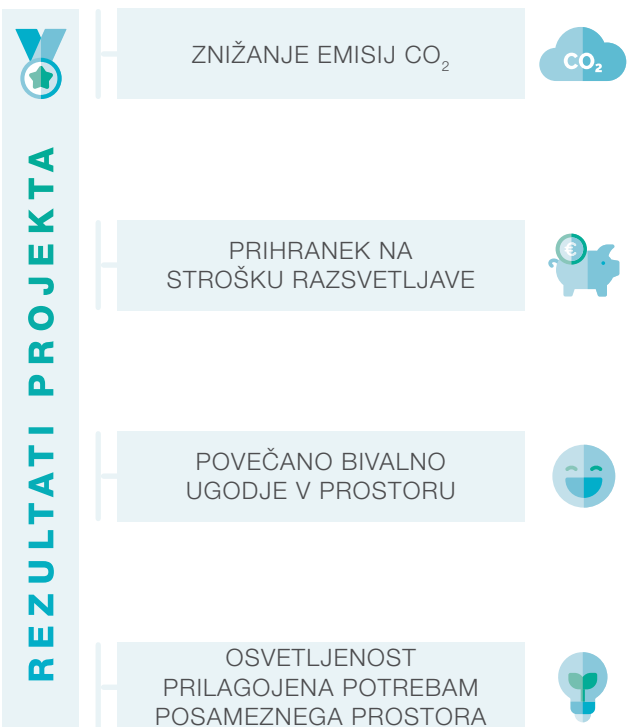 REZULTATI PROJEKTA
ZNIŽANJE EMISIJ CO₂
CO₂
PRIHRANEK NA
STROŠKU RAZSVETLJAVE
€
POVEČANO BIVALNO
UGODJE V PROSTORU
OSVETLJENOST
PRILAGOJENA POTREBAM
POSAMEZNEGA PROSTORA